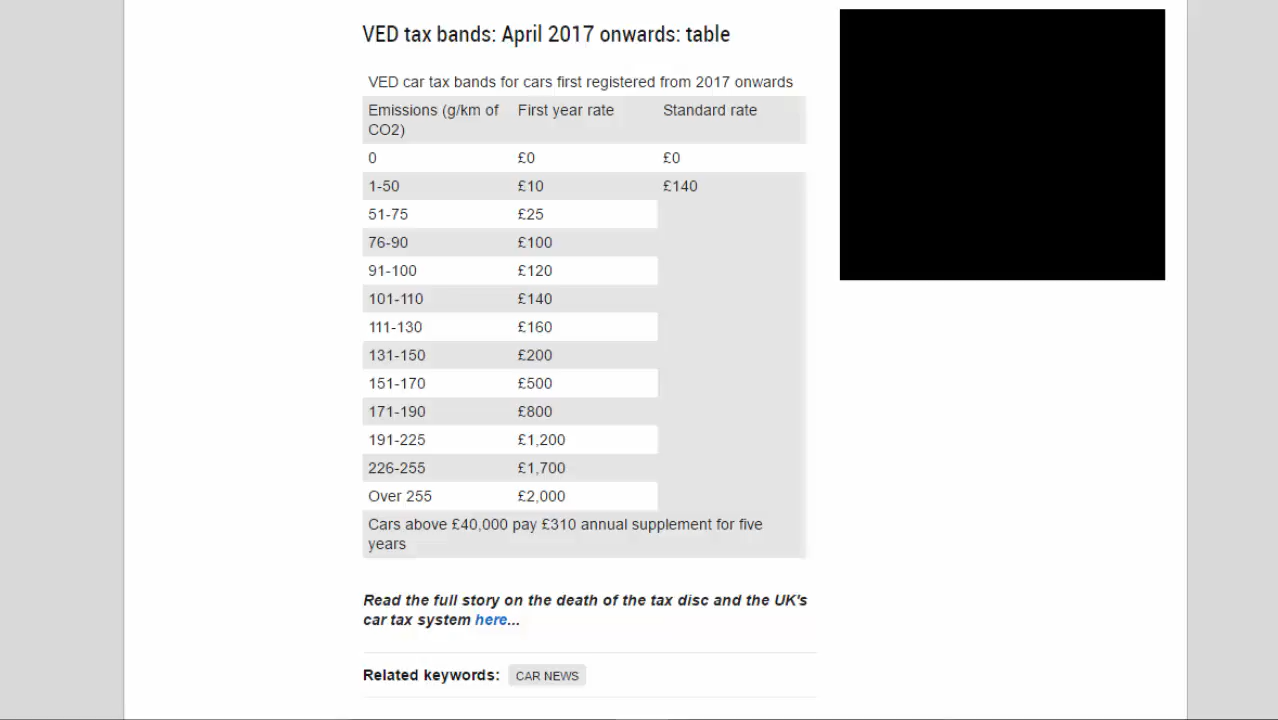 VED tax bands: April 2017 onwards: table
VED car tax bands for cars first registered from 2017 onwards
Emissions (g/km of CO2) First year rate Standard rate
0 £0 £0
1-50 £10 £140
51-75 £25
76-90 £100
91-100 £120
101-110 £140
111-130 £160
131-150 £200
151-170 £500
171-190 £800
191-225 £1,200
226-255 £1,700
Over 255 £2,000
Cars above £40,000 pay £310 annual supplement for five
years
Read the full story on the death of the tax disc and the UK's
car tax system here...
Related keywords: CAR NEWS